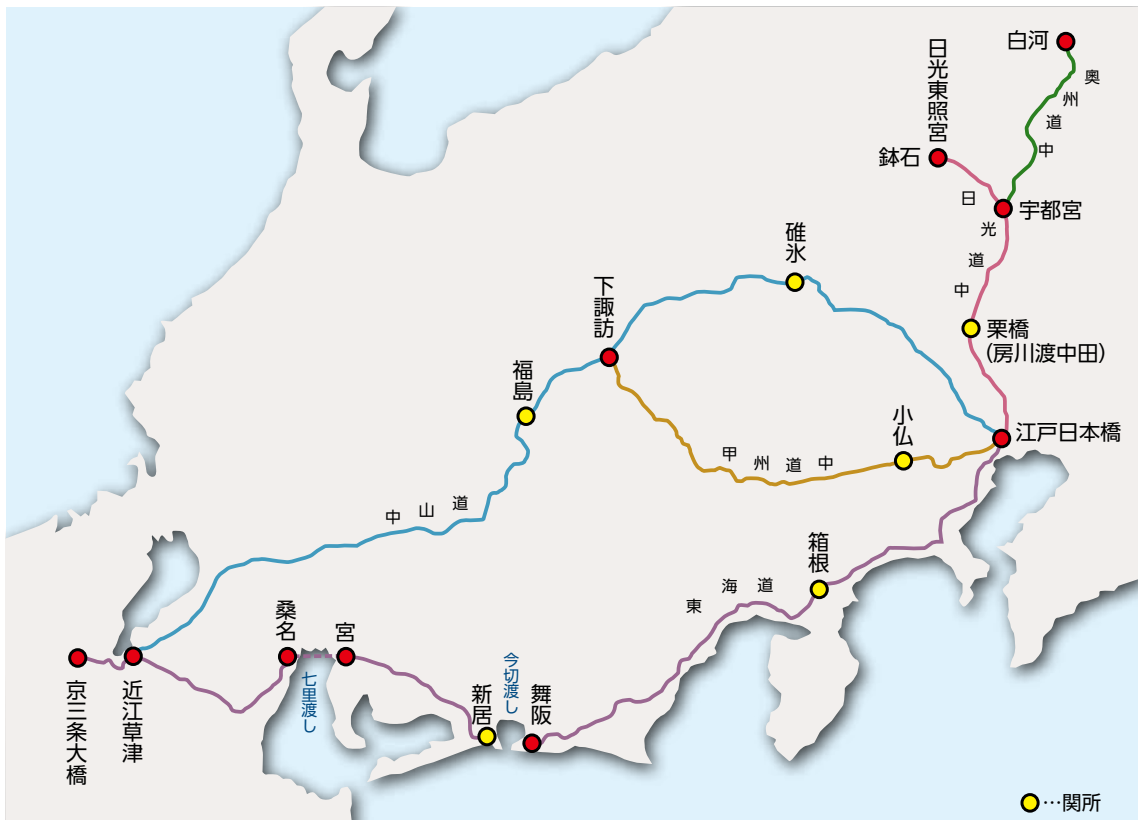 白河
奥州道中
日光東照宮
鉢石
宇都宮
日光道中
碓氷
下諏訪
栗橋
(房川渡中田)
福島
小仏
江戸日本橋
甲州道中
中山道
箱根
東海道
桑名
宮
七里渡し
今切渡し
新居
舞阪
京三条大橋
近江草津
…関所